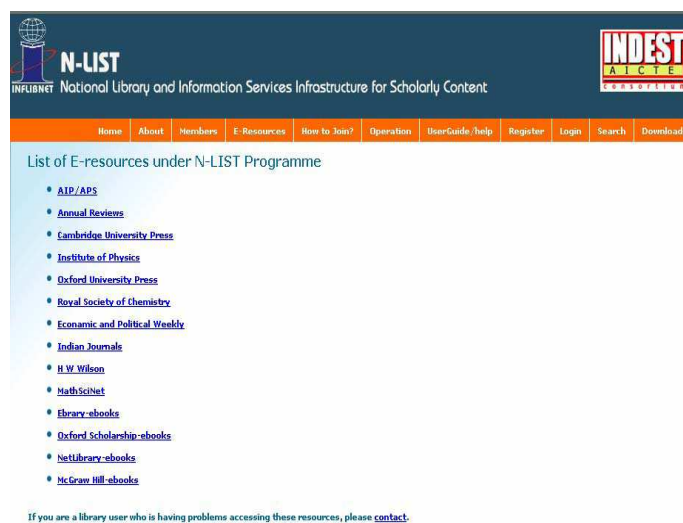 N-LIST
INFLIBNET National Library and Information Services Infrastructure for Scholarly Content
INDEST
AICTE
consortium
Home About Members E-Resources How to Join? Operation UserGuide/help Register Login Search Download
List of E-resources under N-LIST Programme
AIP/APS
Annual Reviews
Cambridge University Press
Institute of Physics
Oxford University Press
Royal Society of Chemistry
Econamic and Political Weekly
Indian Journals
H W Wilson
MathSciNet
Ebrary-ebooks
Oxford Scholarship-ebooks
NetLibrary-ebooks
McGraw Hill-ebooks
If you are a library user who is having problems accessing these resources, please contact.